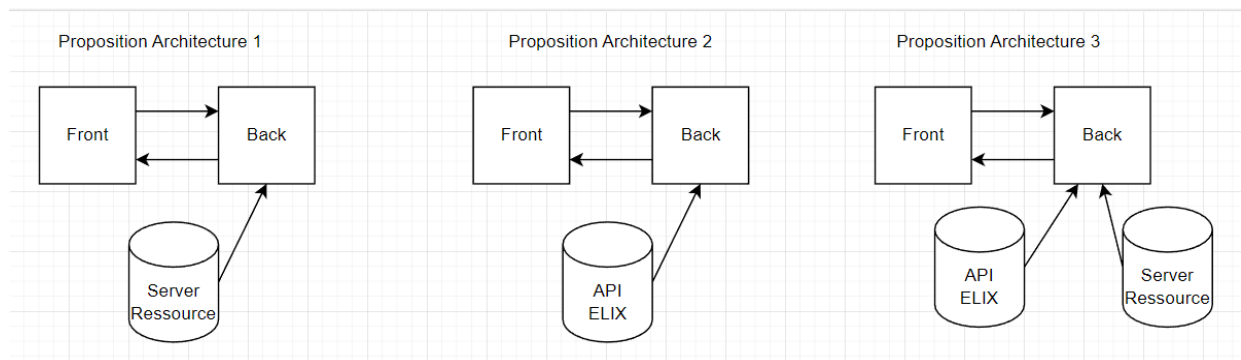 Proposition Architecture 1
Proposition Architecture 2
Proposition Architecture 3
Front
Back
Front
Back
Front
Back
Server
Ressource
API
ELIX
API
ELIX
Server
Ressource